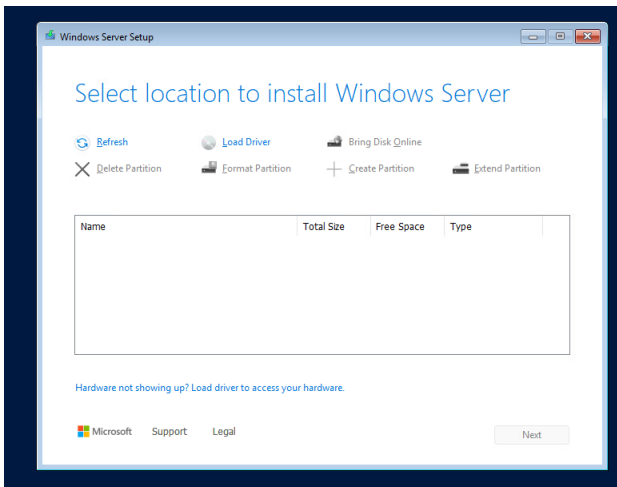 Windows Server Setup
Select location to install Windows Server
Refresh Load Driver Bring Disk Online
Delete Partition Format Partition Create Partition Extend Partition
Name Total Size Free Space Type
Hardware not showing up? Load driver to access your hardware.
Microsoft Support Legal Next